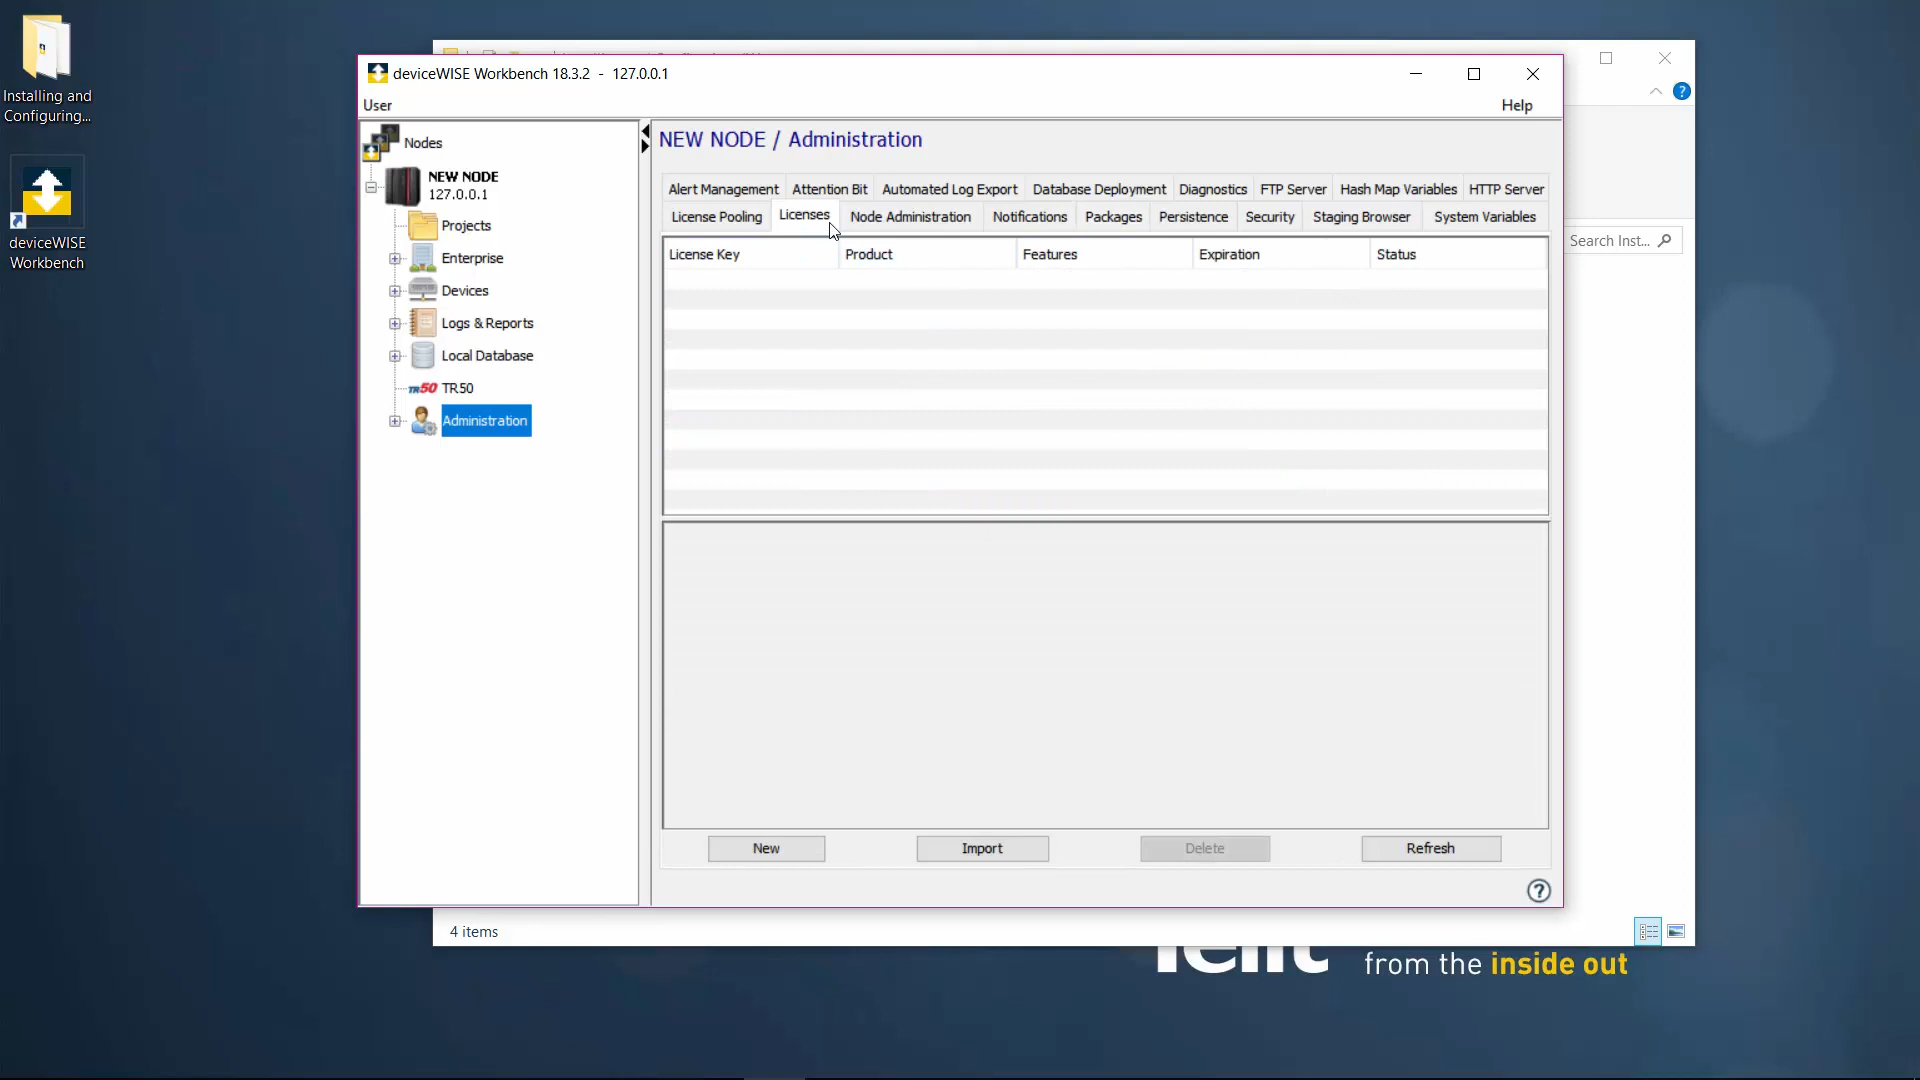 Installing and
Configuring...
deviceWISE
Workbench
deviceWISE Workbench 18.3.2 - 127.0.0.1
User
Help
Nodes
NEW NODE
127.0.0.1
Projects
Enterprise
Devices
Logs & Reports
Local Database
TR50 TR50
Administration
NEW NODE / Administration
Alert Management Attention Bit Automated Log Export Database Deployment Diagnostics FTP Server Hash Map Variables HTTP Server
License Pooling Licenses Node Administration Notifications Packages Persistence Security Staging Browser System Variables
License Key Product Features Expiration Status
New Import Delete Refresh
?
?
Search Inst...
4 items
from the inside out